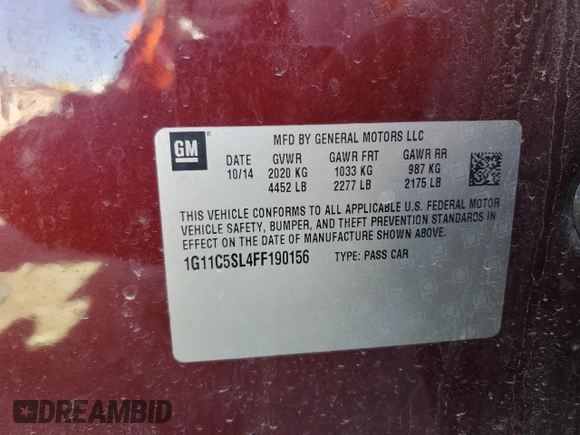 GM
MFD BY GENERAL MOTORS LLC
DATE GVWR GAWR FRT GAWR RR
10/14 2020 KG 1033 KG 987 KG
4452 LB 2277 LB 2175 LB
THIS VEHICLE CONFORMS TO ALL APPLICABLE U.S. FEDERAL MOTOR
VEHICLE SAFETY, BUMPER, AND THEFT PREVENTION STANDARDS IN
EFFECT ON THE DATE OF MANUFACTURE SHOWN ABOVE.
1G11C5SL4FF190156 TYPE: PASS CAR
DREAMBID